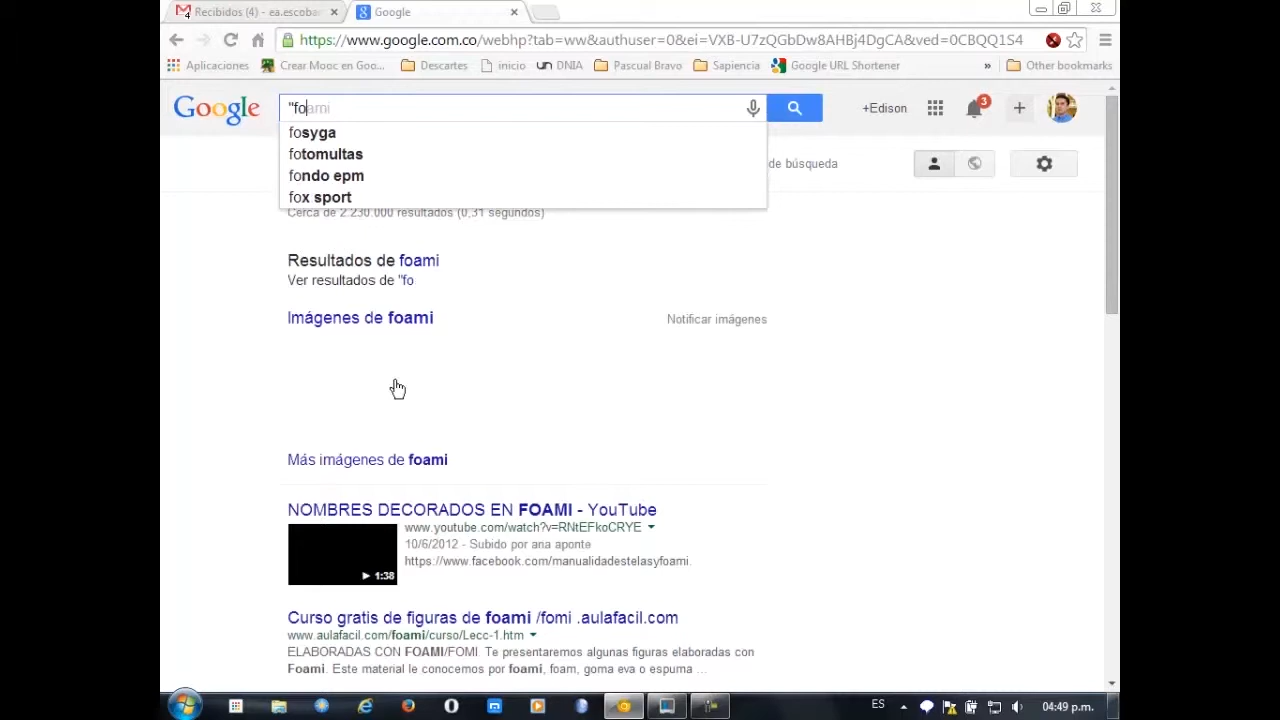 Recibidos (4) - ea.escobar
Google
https://www.google.com.co/webhp?tab=ww&authuser=0&ei=VXB-U7zQGbDw8AHBj4DgCA&ved=0CBQQ1S4
Aplicaciones
Crear Mooc en Goo...
Descartes
inicio
DNIA
Pascual Bravo
Sapiencia
Google URL Shortener
»
Other bookmarks
Google
"foami
+Edison
3
fosyga
fotomultas
fondo epm
fox sport
de búsqueda
Cerca de 2.230.000 resultados (0,31 segundos)
Resultados de foami
Ver resultados de "fo
Imágenes de foami
Notificar imágenes
Más imágenes de foami
NOMBRES DECORADOS EN FOAMI - YouTube
www.youtube.com/watch?v=RNtEFkoCRYE
10/6/2012 - Subido por ana aponte
https://www.facebook.com/manualidadestelasyfoami.
1:38
Curso gratis de figuras de foami /fomi .aulafacil.com
www.aulafacil.com/foami/curso/Lecc-1.htm
ELABORADAS CON FOAMI/FOMI. Te presentaremos algunas figuras elaboradas con
Foami. Este material le conocemos por foami, foam, goma eva o espuma ...
ES
04:49 p.m.